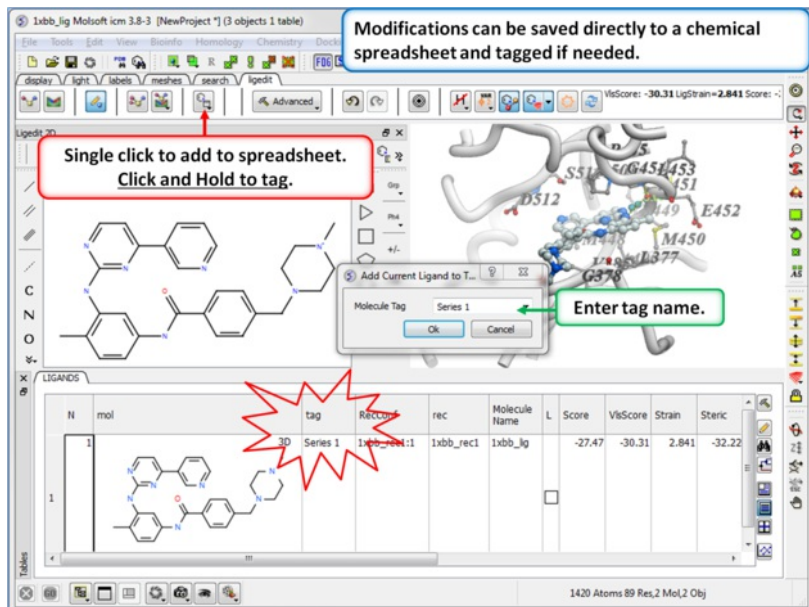 1xbb_lig Molsoft icm 3.8-3 [NewProject *] (3 objects 1 table)
Modifications can be saved directly to a chemical
spreadsheet and tagged if needed.
File Tools Edit View Bioinfo Homology Chemistry
display light labels meshes search ligedit
Advanced
VlsScore: -30.31 LigStrain=2.841 Score:
Ligedit 2D
Single click to add to spreadsheet.
Click and Hold to tag.
Grp
Ph4
+/-
C
N
O
D512
G451
E452
M450
M448
L377
G378
Add Current Ligand to T...
Molecule Tag Series 1
Ok Cancel
Enter tag name.
LIGANDS
N mol tag RecConf rec Molecule Name L Score VlsScore Strain Steric
1 3D Series 1 1xbb_rec1:1 1xbb_rec1 1xbb_lig -27.47 -30.31 2.841 -32.22
1
Tables
1420 Atoms 89 Res,2 Mol,2 Obj